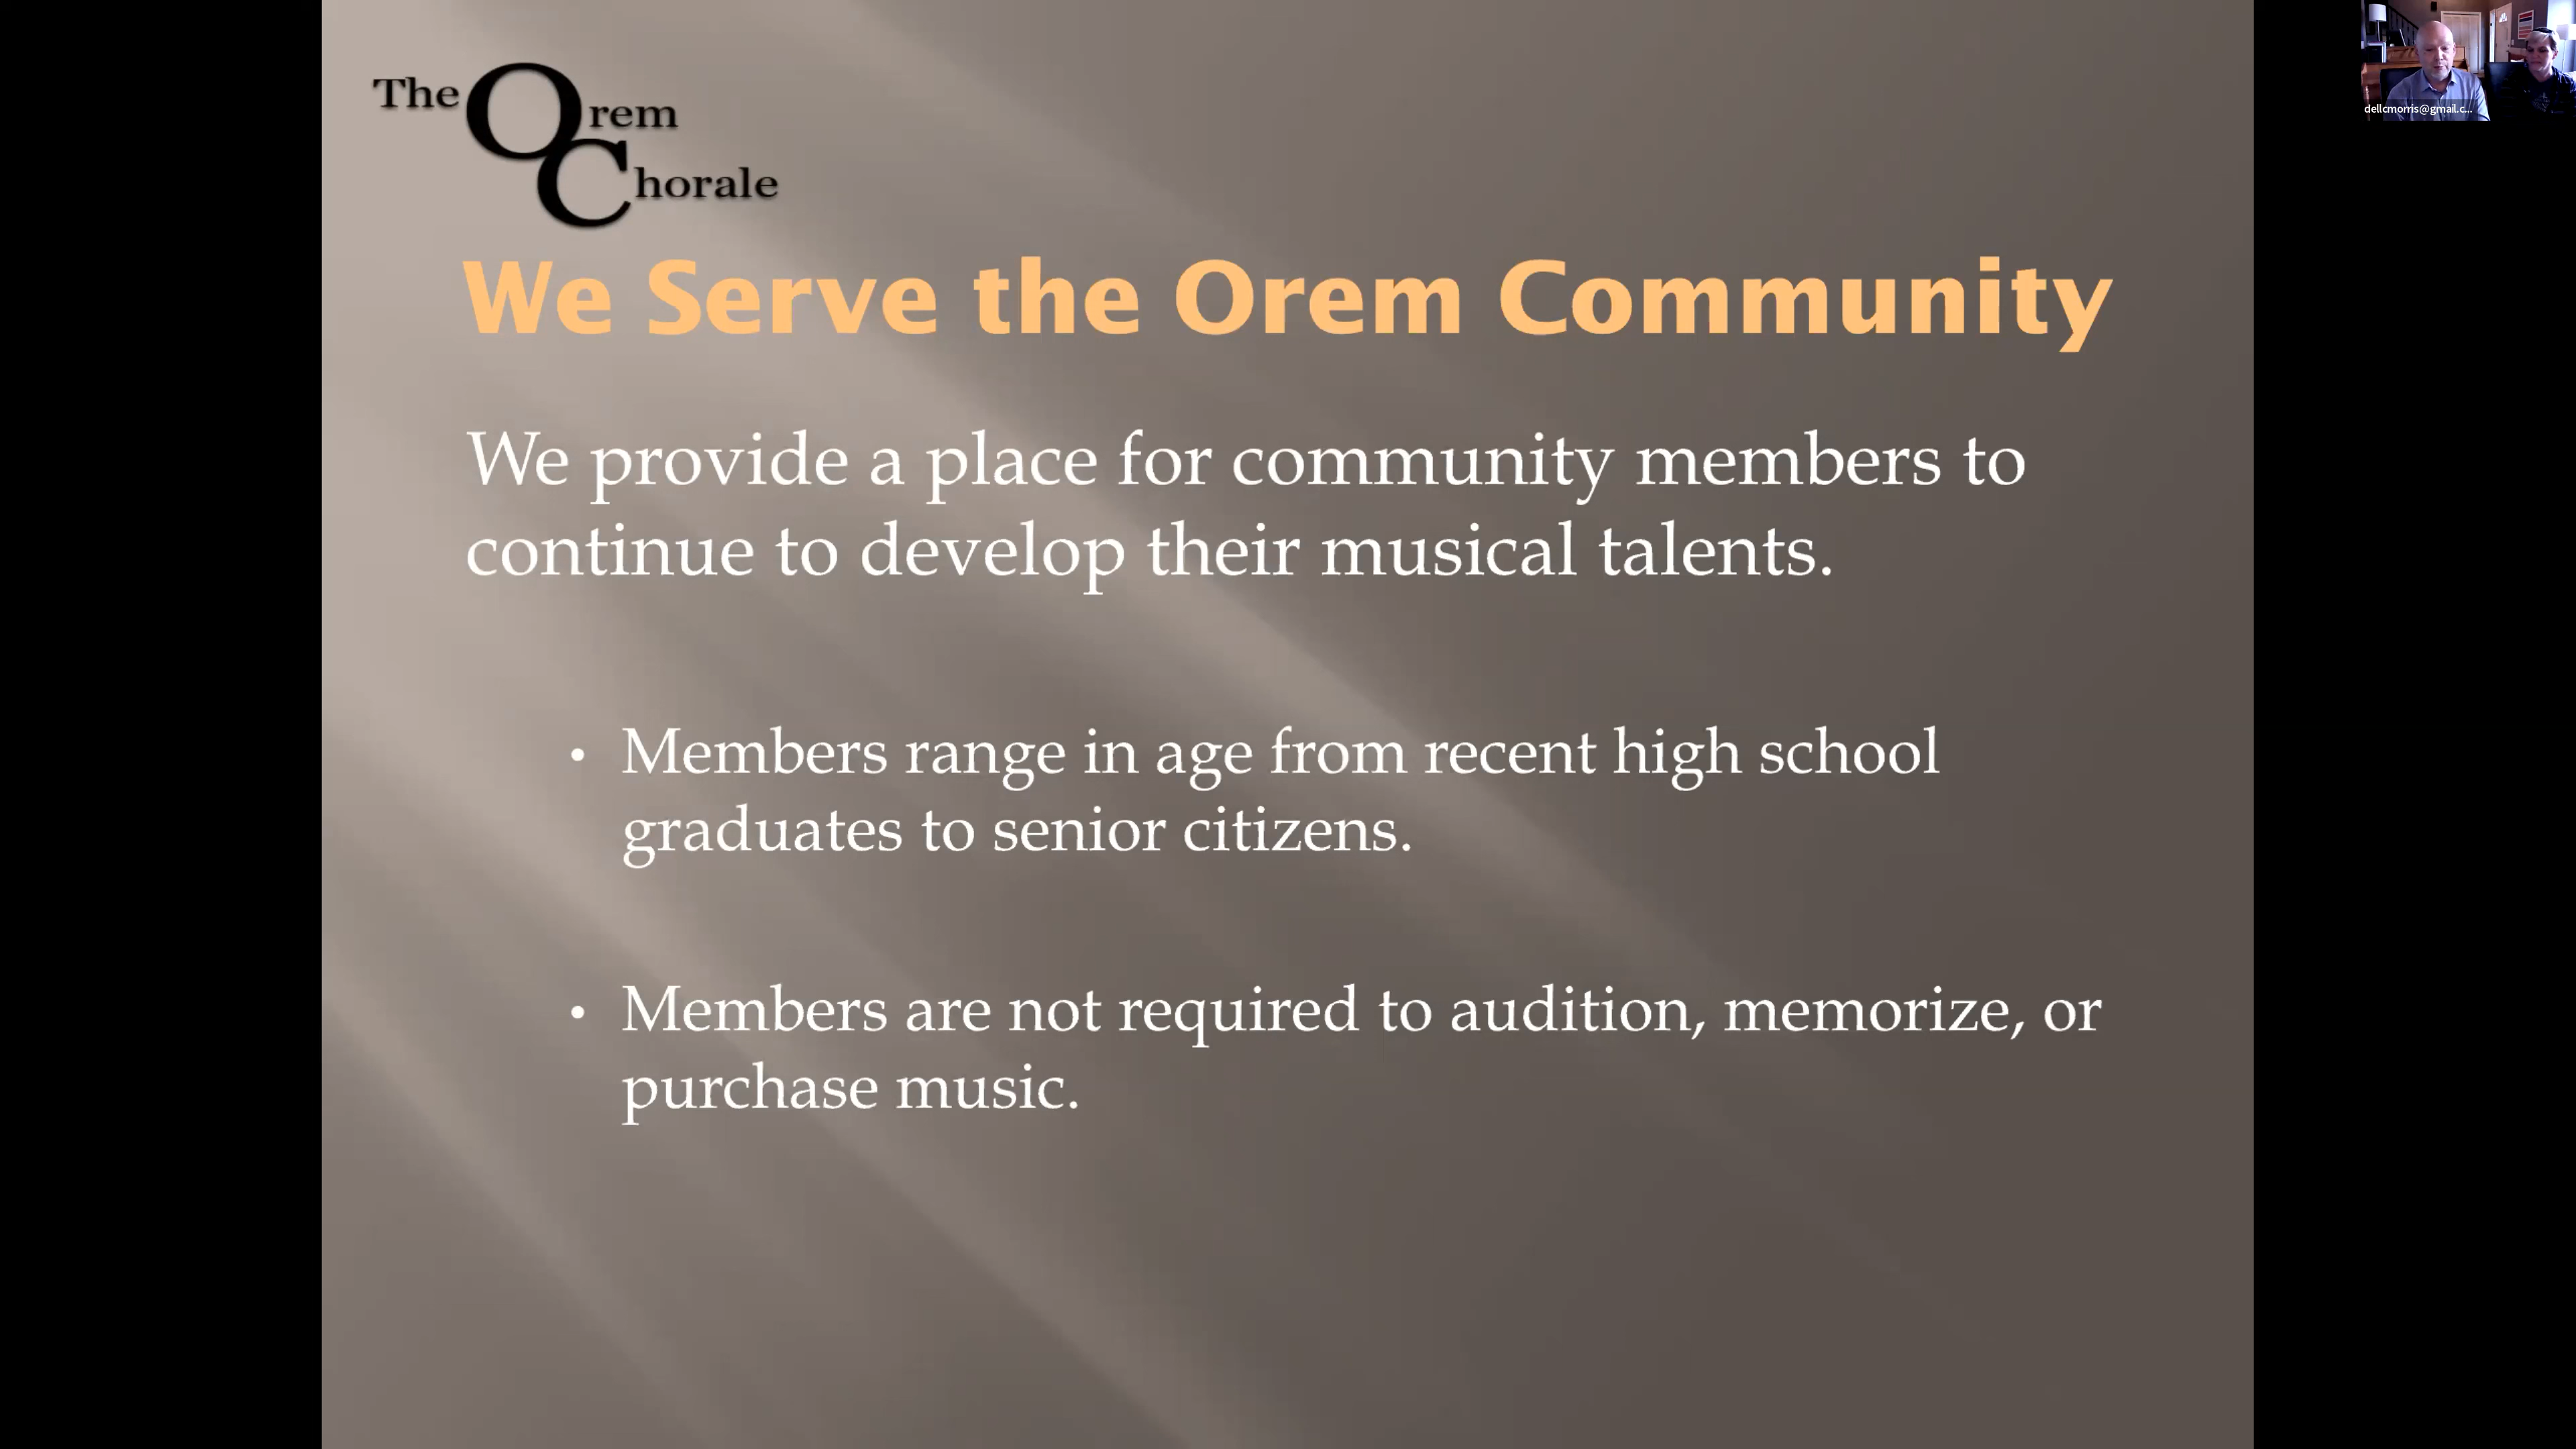 The Orem
Chorale
We Serve the Orem Community
We provide a place for community members to
continue to develop their musical talents.
• Members range in age from recent high school
graduates to senior citizens.
• Members are not required to audition, memorize, or
purchase music.
dellcmorris@gmail.c...